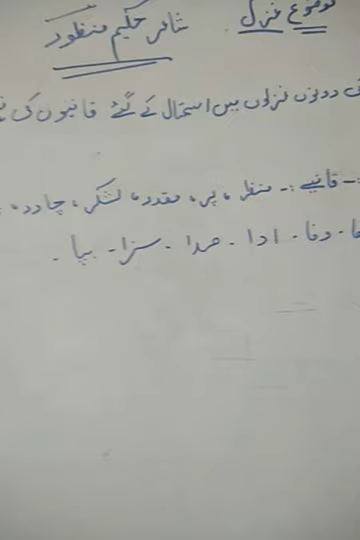 موضوع غزل. شاعر حکیم منظور
دونوں غزلوں میں استعمال کئے گئے قافیوں کی
:- قافیے :- منظر، پر، مقدر، لشکر، چادر،
وفا - ادا - صدا - سزا - بپا -